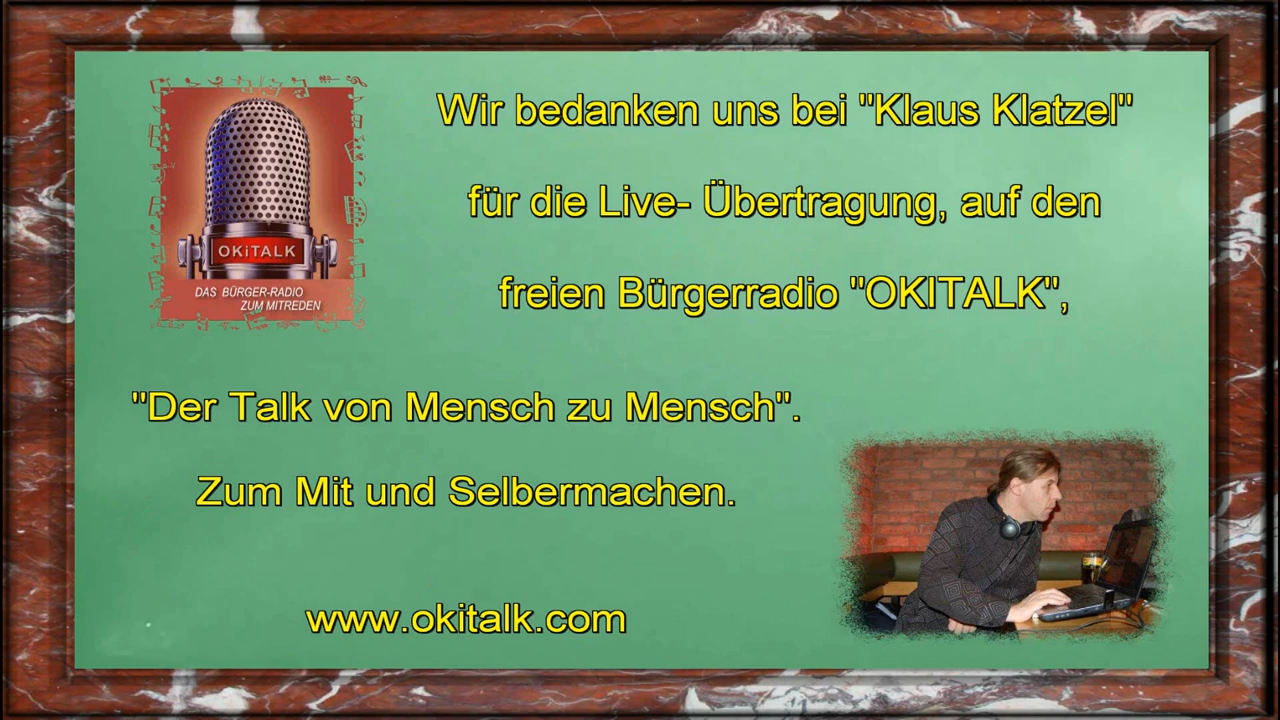 OKiTALK
DAS BÜRGER-RADIO
ZUM MITREDEN
Wir bedanken uns bei "Klaus Klatzel"
für die Live- Übertragung, auf den
freien Bürgerradio "OKITALK",
"Der Talk von Mensch zu Mensch".
Zum Mit und Selbermachen.
www.okitalk.com